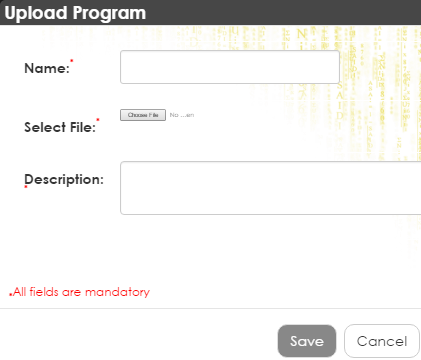 Upload Program
Name:*
Select File:*
Choose File No ...en
Description:
*
*All fields are mandatory
Save Cancel